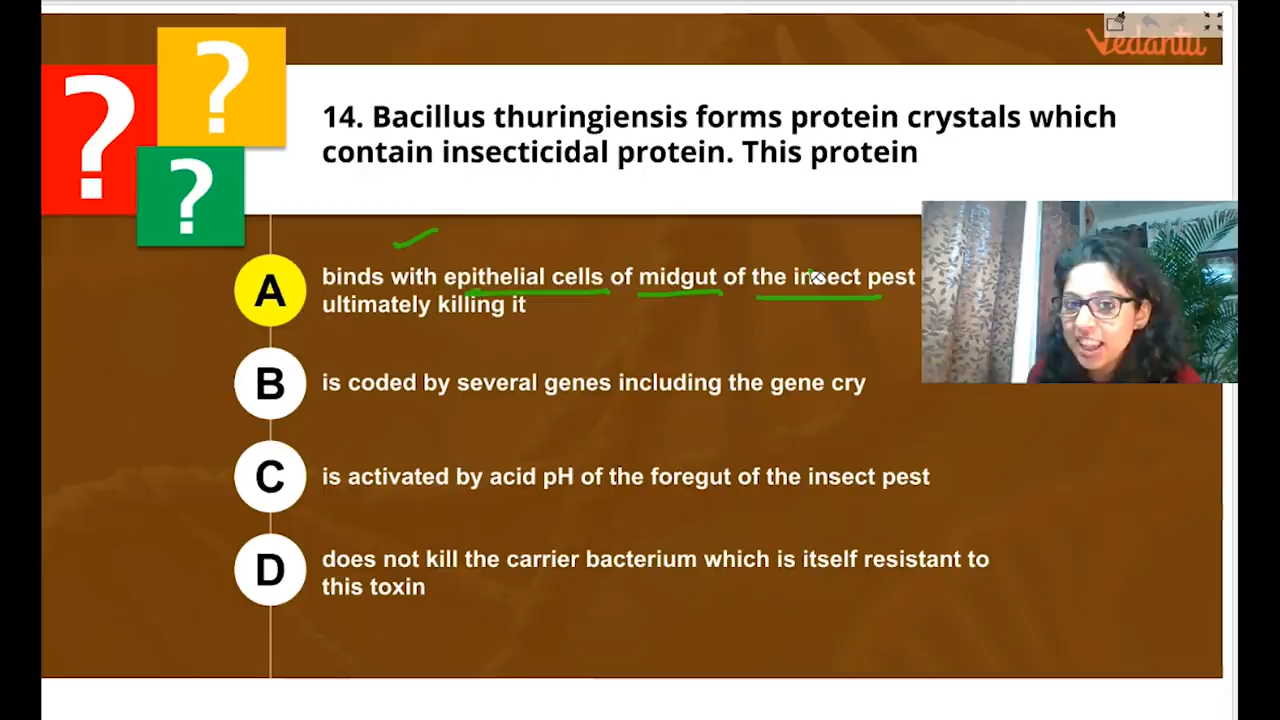 Vedantu
14. Bacillus thuringiensis forms protein crystals which
contain insecticidal protein. This protein
A
binds with epithelial cells of midgut of the insect pest
ultimately killing it
B
is coded by several genes including the gene cry
C
is activated by acid pH of the foregut of the insect pest
D
does not kill the carrier bacterium which is itself resistant to
this toxin